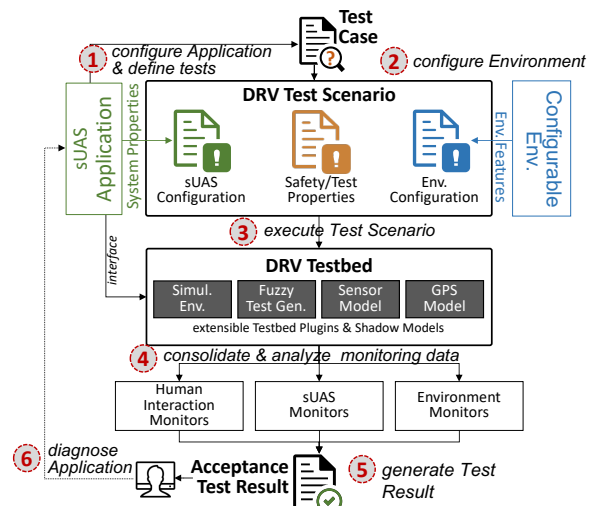 Test
Case
1 configure Application
& define tests
2 configure Environment
sUAS
Application
System Properties
DRV Test Scenario
sUAS
Configuration
Safety/Test
Properties
Env.
Configuration
Env. Features
Configurable
Env.
3 execute Test Scenario
interface
DRV Testbed
Simul.
Env.
Fuzzy
Test Gen.
Sensor
Model
GPS
Model
extensible Testbed Plugins & Shadow Models
4 consolidate & analyze monitoring data
Human
Interaction
Monitors
sUAS
Monitors
Environment
Monitors
6 diagnose
Application
Acceptance
Test Result
5 generate Test
Result